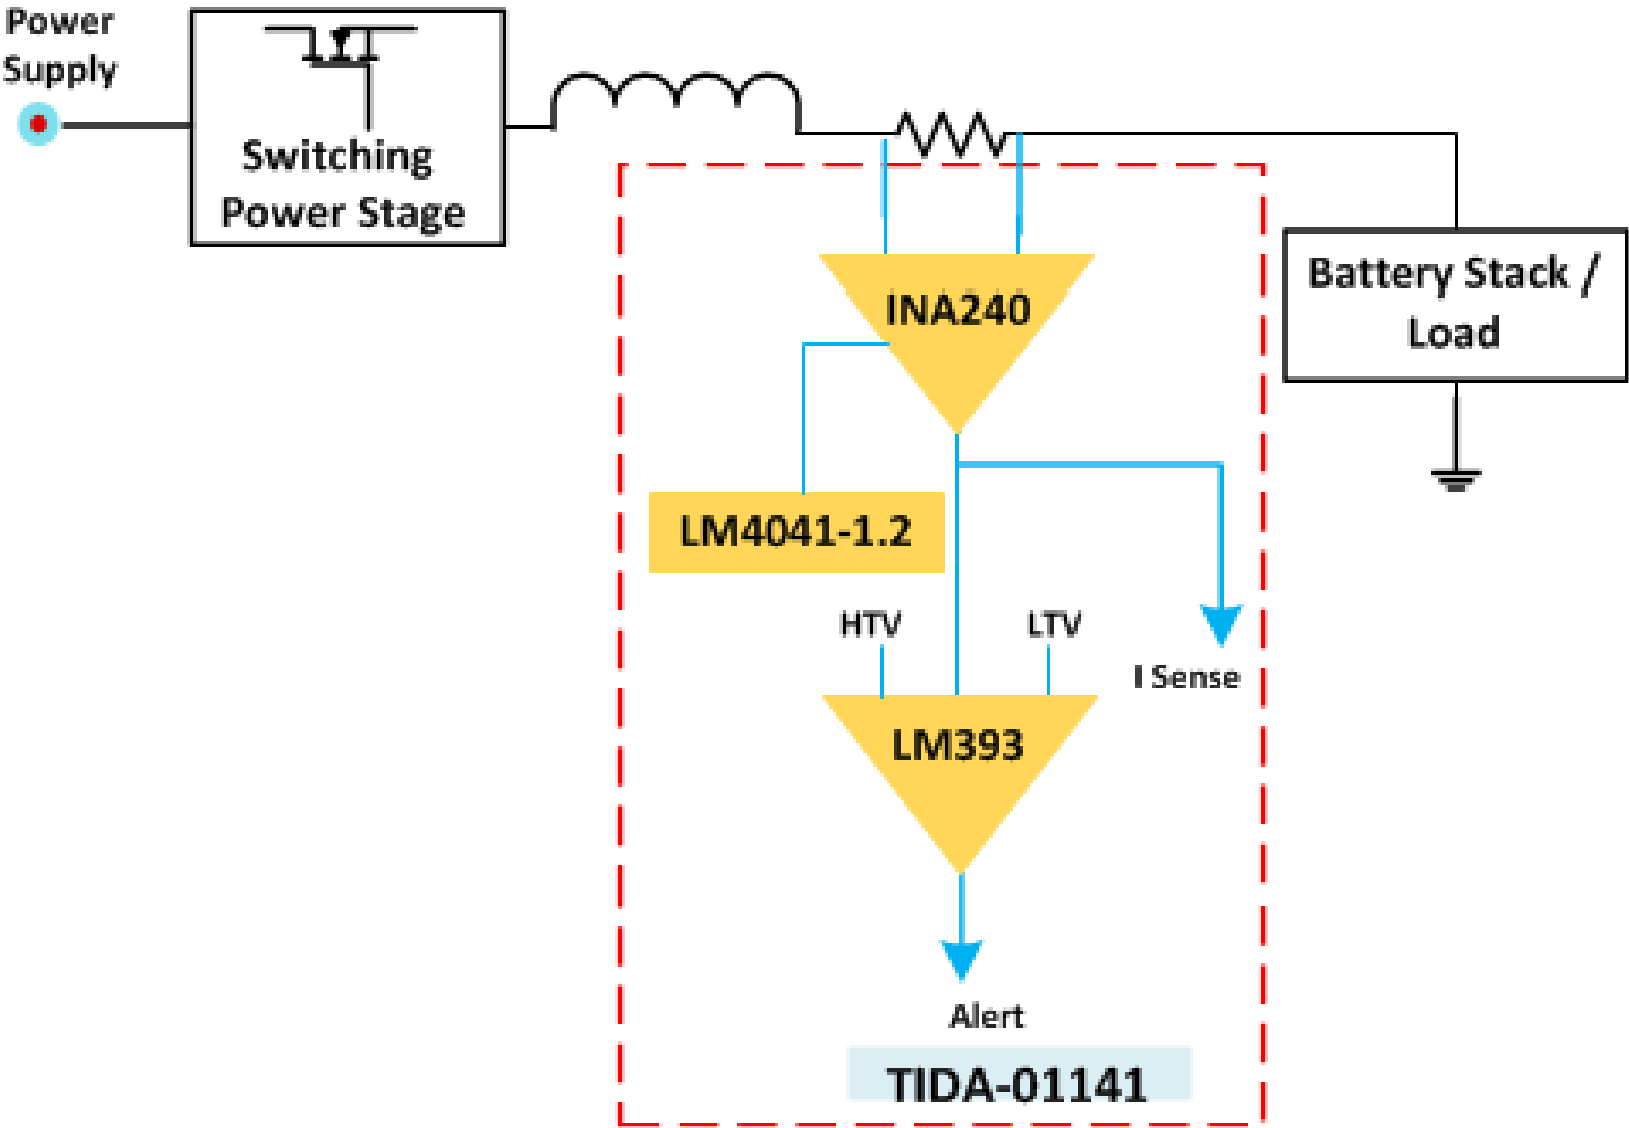 Power
Supply
Switching
Power Stage
INA240
Battery Stack /
Load
LM4041-1.2
HTV
LTV
I Sense
LM393
Alert
TIDA-01141